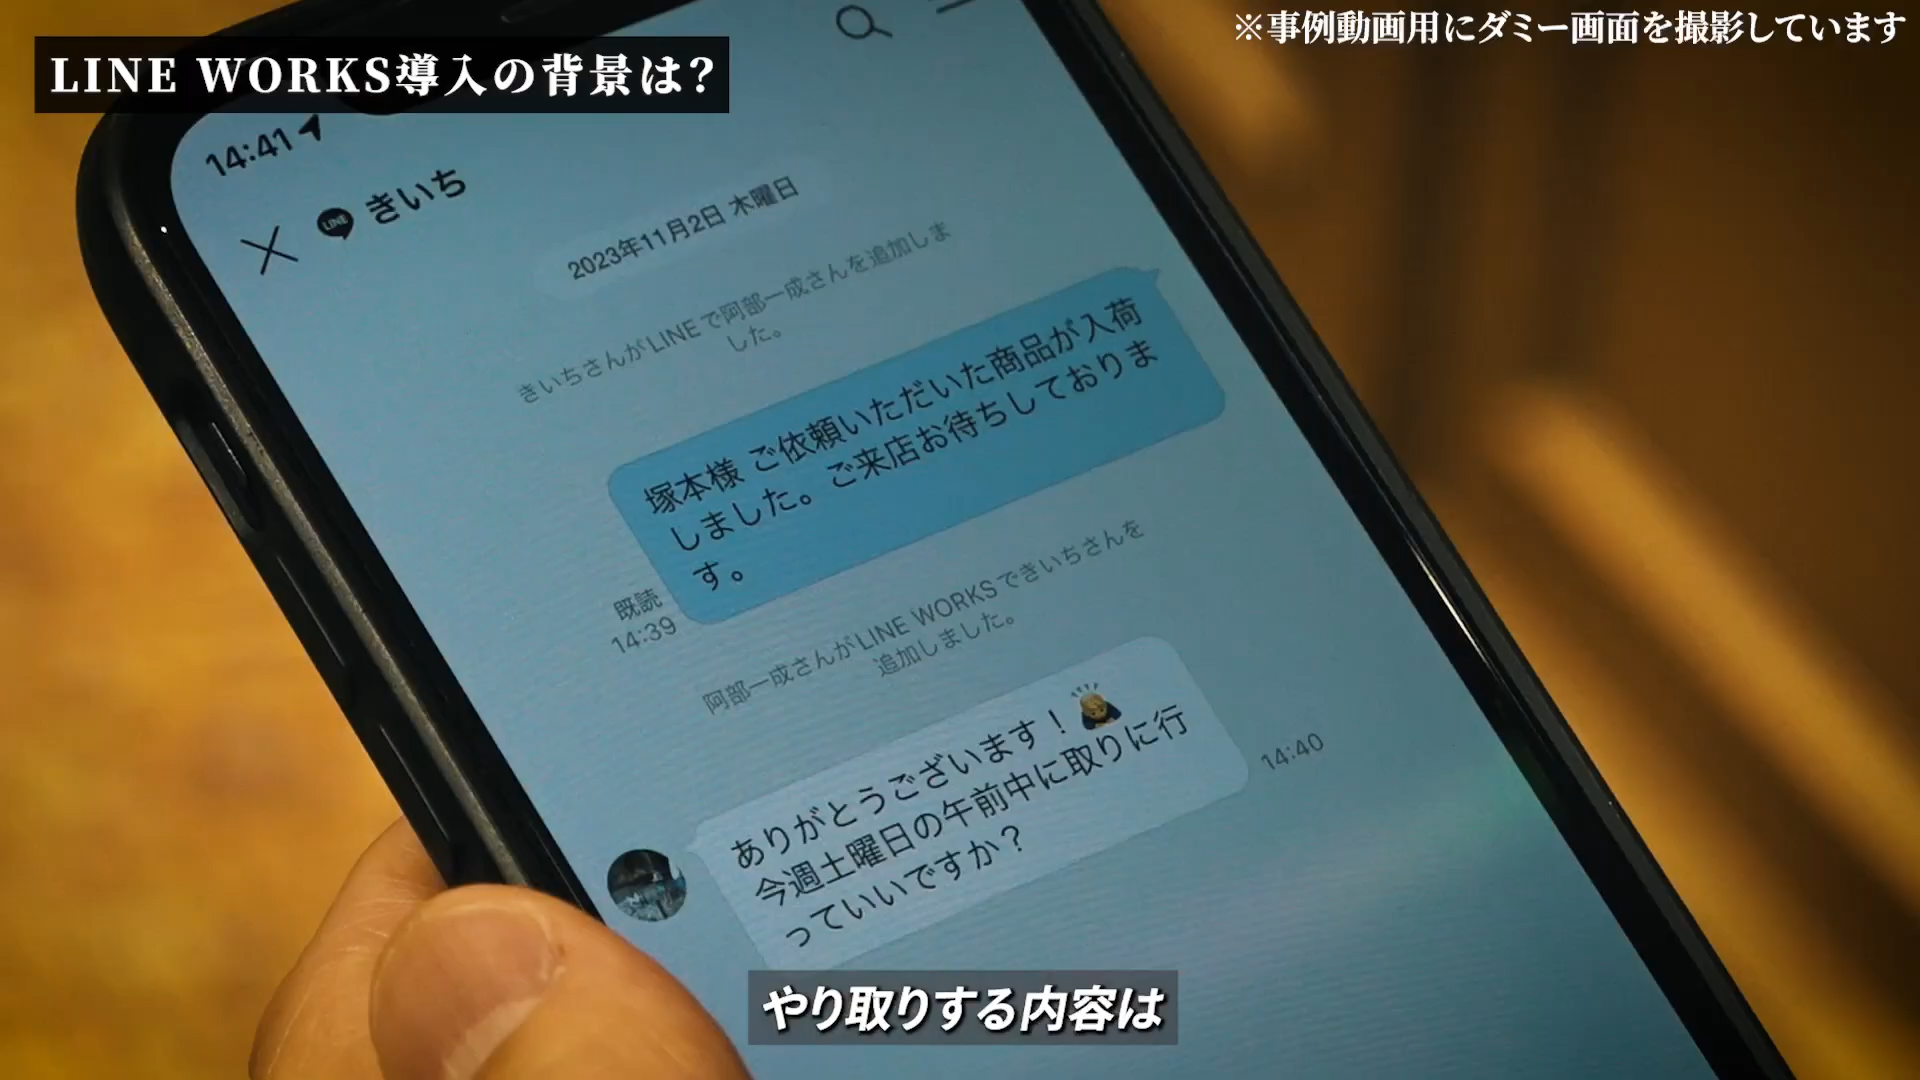 ※事例動画用にダミー画面を撮影しています
LINE WORKS導入の背景は？
14:41
LINE きいち
2023年11月2日 木曜日
きいちさんがLINEで阿部一成さんを追加しま
した。
塚本様 ご依頼いただいた商品が入荷
しました。ご来店お待ちしておりま
す。
既読
14:39
阿部一成さんがLINE WORKSできいちさんを
追加しました。
ありがとうございます！🙇
今週土曜日の午前中に取りに行
っていいですか？
14:40
やり取りする内容は